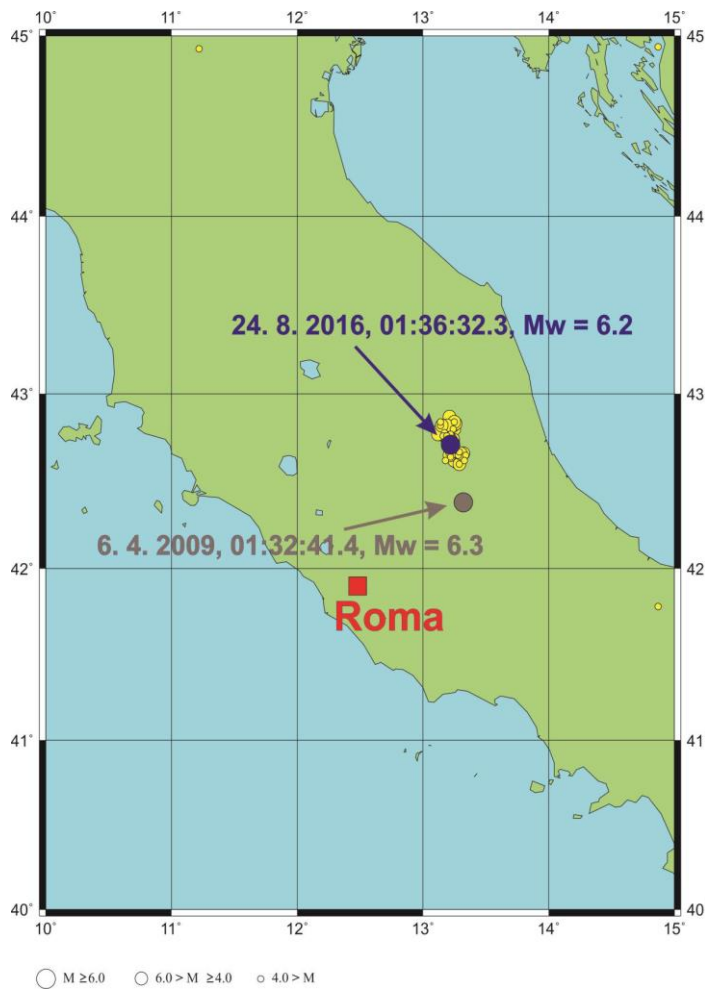 10˚ 11˚ 12˚ 13˚ 14˚ 15˚
45˚ 45˚
44˚ 44˚
24. 8. 2016, 01:36:32.3, Mw = 6.2
43˚ 43˚
6. 4. 2009, 01:32:41.4, Mw = 6.3
42˚ 42˚
Roma
41˚ 41˚
40˚ 40˚
10˚ 11˚ 12˚ 13˚ 14˚ 15˚
M ≥6.0 6.0 > M ≥4.0 4.0 > M